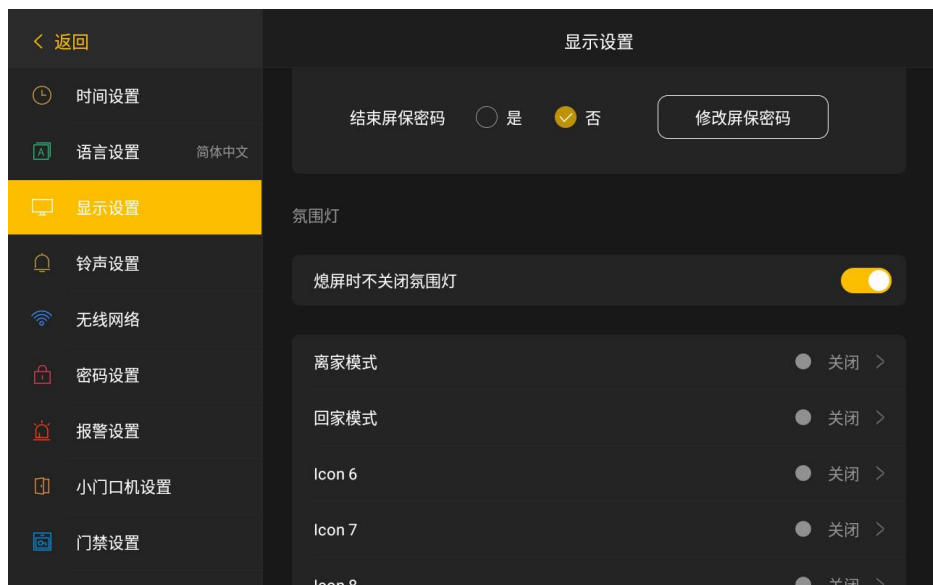 返回
显示设置
时间设置
语言设置 简体中文
显示设置
铃声设置
无线网络
密码设置
报警设置
小门口机设置
门禁设置
结束屏保密码 是 否 修改屏保密码
氛围灯
熄屏时不关闭氛围灯
离家模式 关闭
回家模式 关闭
Icon 6 关闭
Icon 7 关闭
Icon 8 关闭